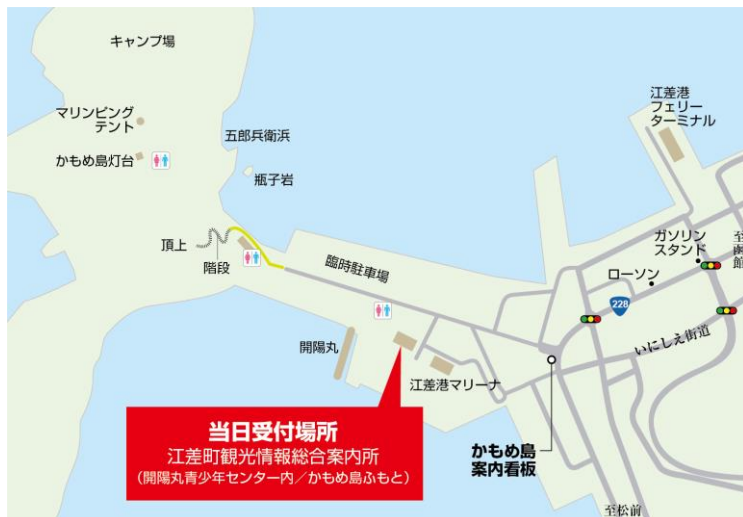 キャンプ場
マリンピング
テント
かもめ島灯台
五郎兵衛浜
瓶子岩
頂上
階段
臨時駐車場
江差港
フェリー
ターミナル
ガソリン
スタンド
至函館
ローソン
228
いにしえ街道
開陽丸
江差港マリーナ
当日受付場所
江差町観光情報総合案内所
(開陽丸青少年センター内/かもめ島ふもと)
かもめ島
案内看板
至松前